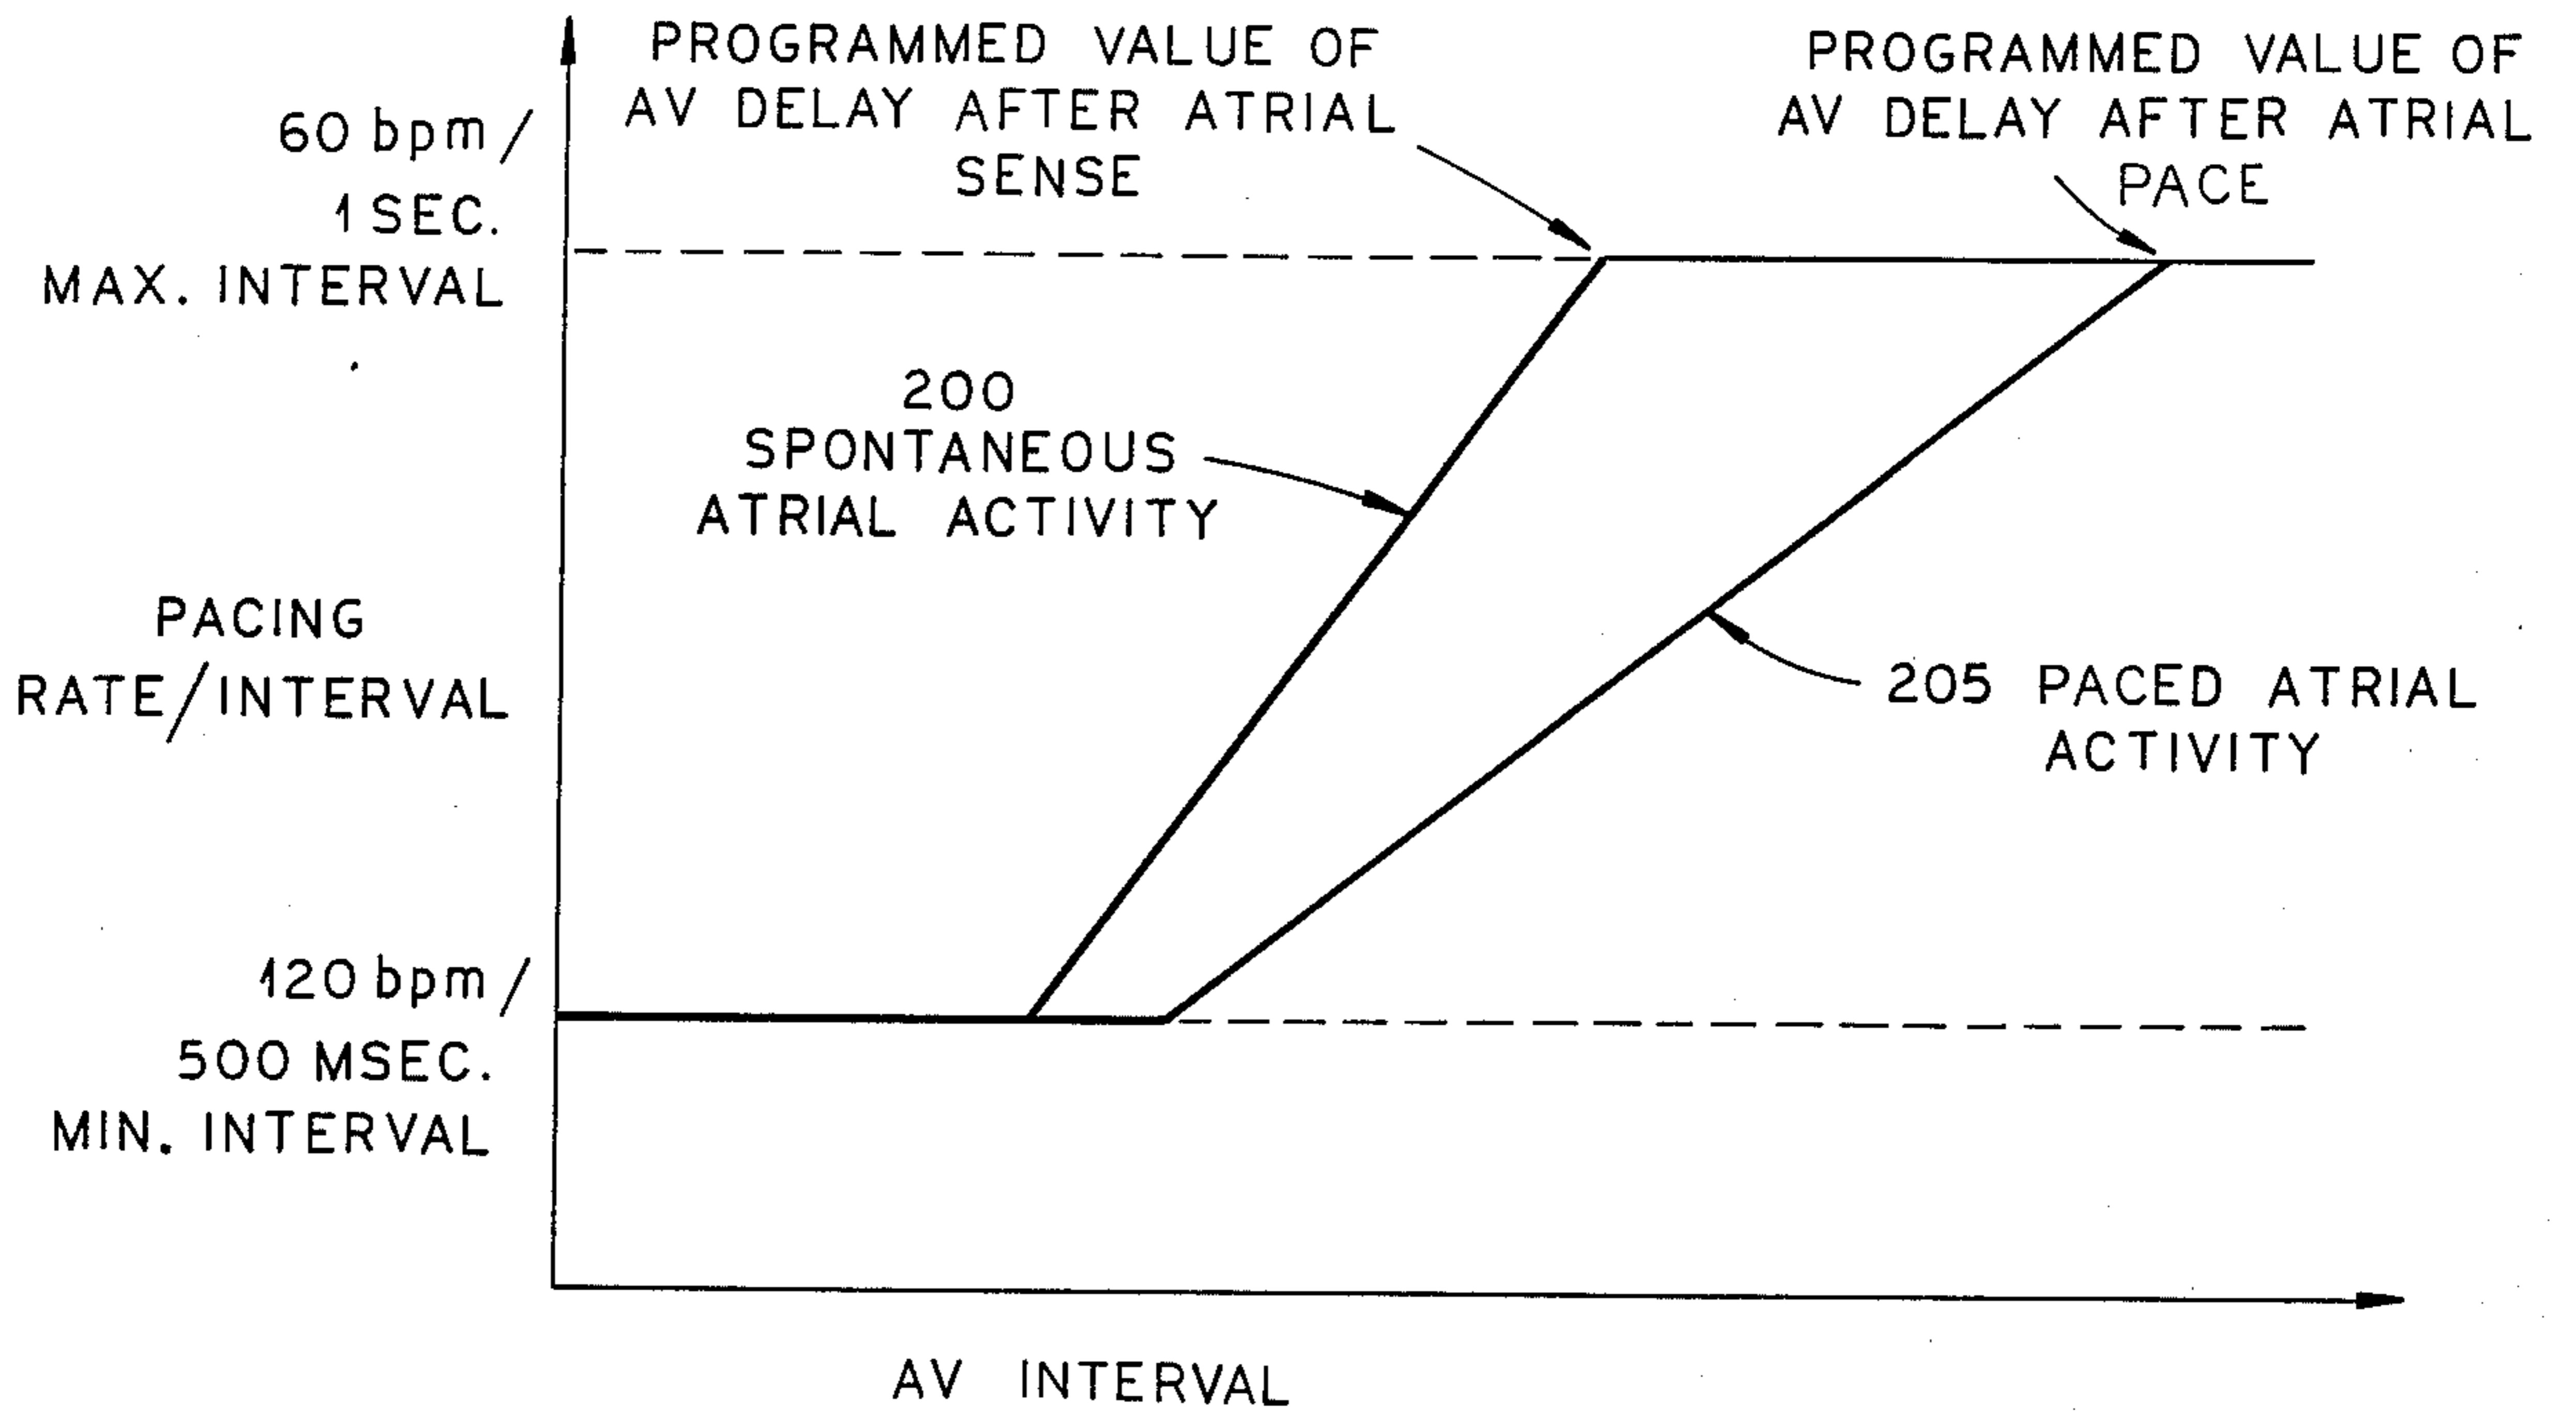 PROGRAMMED VALUE OF
AV DELAY AFTER ATRIAL
SENSE
PROGRAMMED VALUE OF
AV DELAY AFTER ATRIAL
PACE
60 bpm /
1 SEC.
MAX. INTERVAL
200
SPONTANEOUS
ATRIAL ACTIVITY
PACING
RATE/INTERVAL
205 PACED ATRIAL
ACTIVITY
120 bpm /
500 MSEC.
MIN. INTERVAL
AV INTERVAL